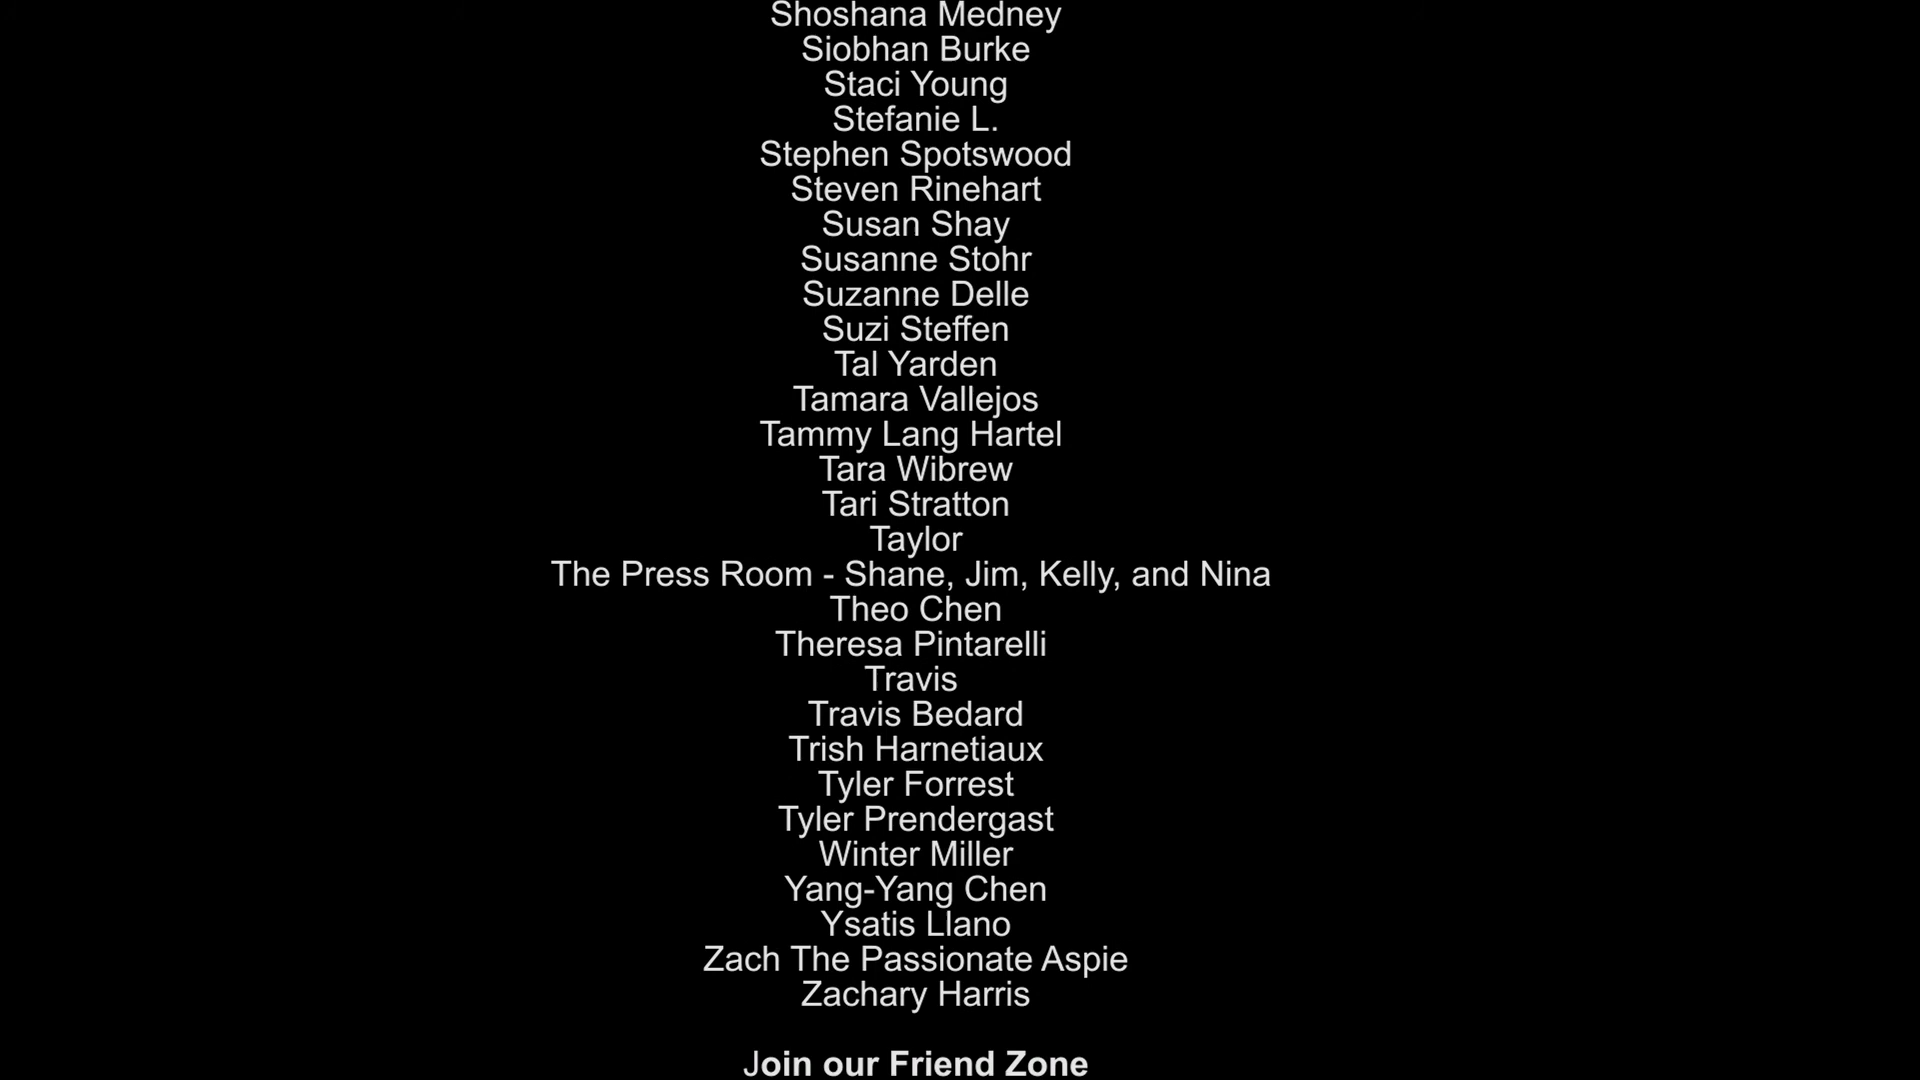 Shoshana Medney
Siobhan Burke
Staci Young
Stefanie L.
Stephen Spotswood
Steven Rinehart
Susan Shay
Susanne Stohr
Suzanne Delle
Suzi Steffen
Tal Yarden
Tamara Vallejos
Tammy Lang Hartel
Tara Wibrew
Tari Stratton
Taylor
The Press Room - Shane, Jim, Kelly, and Nina
Theo Chen
Theresa Pintarelli
Travis
Travis Bedard
Trish Harnetiaux
Tyler Forrest
Tyler Prendergast
Winter Miller
Yang-Yang Chen
Ysatis Llano
Zach The Passionate Aspie
Zachary Harris
Join our Friend Zone